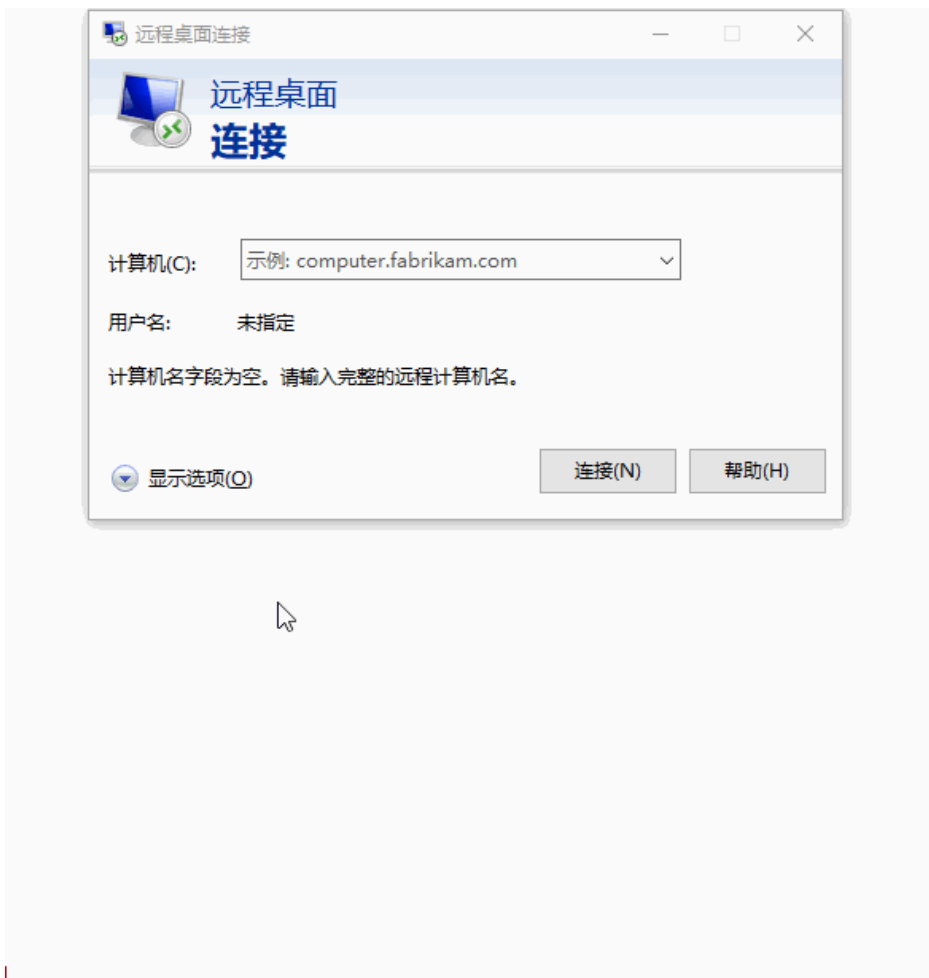 远程桌面连接
远程桌面
连接
计算机(C): 示例: computer.fabrikam.com
用户名: 未指定
计算机名字段为空。请输入完整的远程计算机名。
显示选项(O) 连接(N) 帮助(H)